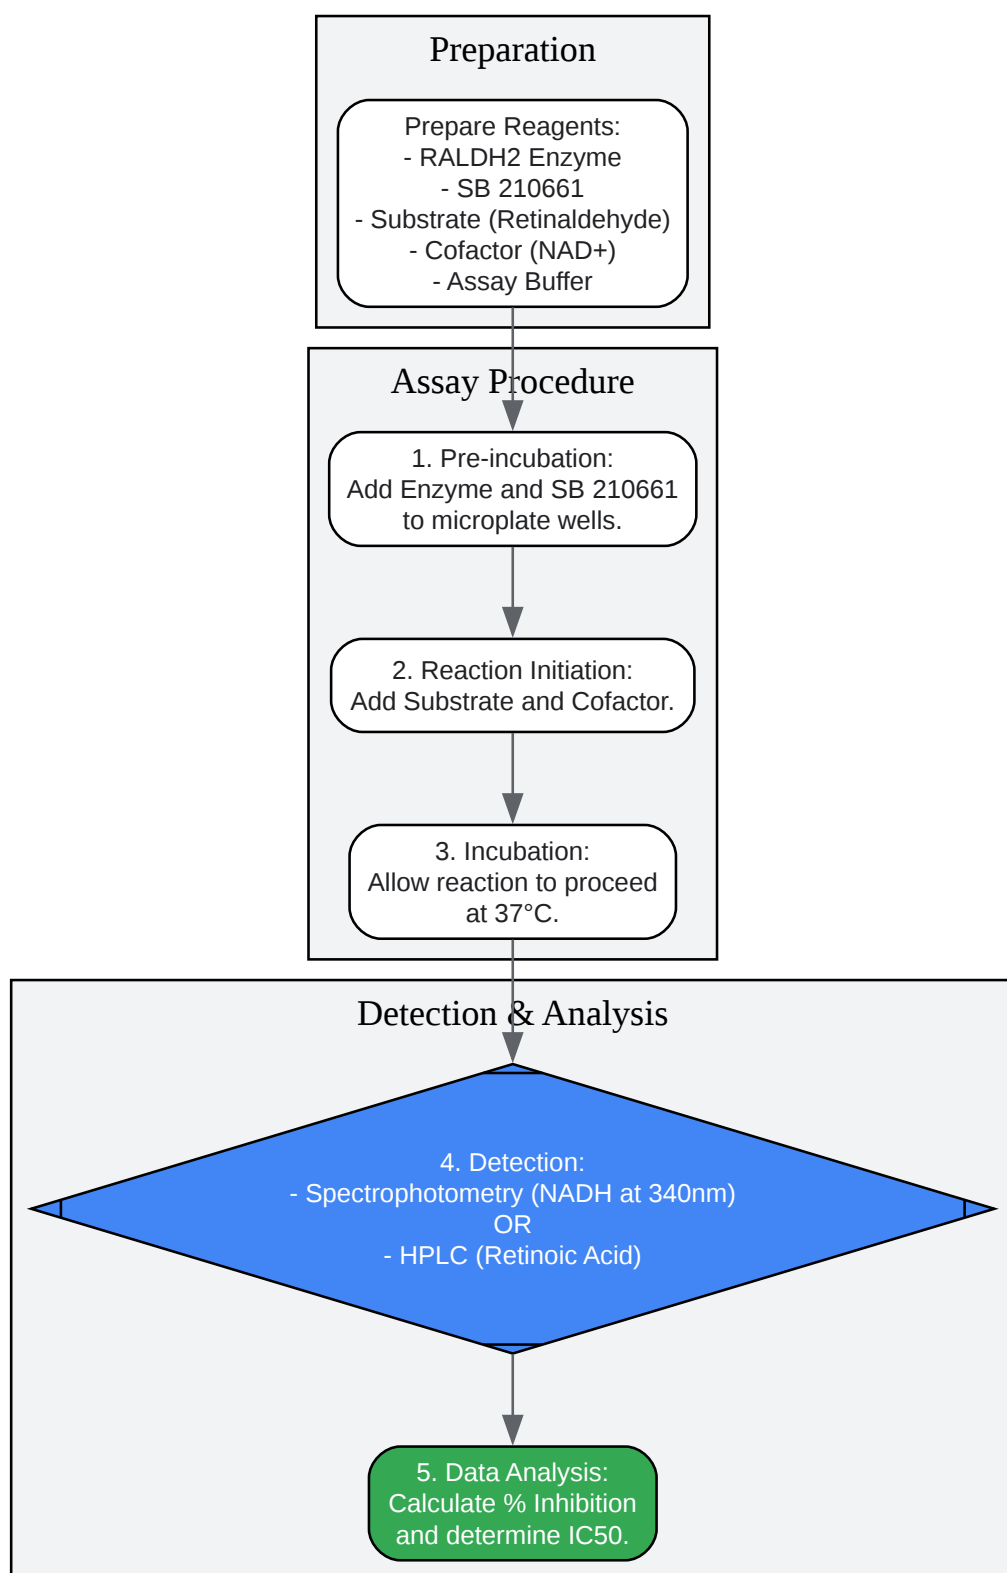 Preparation
Prepare Reagents:
- RALDH2 Enzyme
- SB 210661
- Substrate (Retinaldehyde)
- Cofactor (NAD+)
- Assay Buffer
Assay Procedure
1. Pre-incubation:
Add Enzyme and SB 210661
to microplate wells.
2. Reaction Initiation:
Add Substrate and Cofactor.
3. Incubation:
Allow reaction to proceed
at 37°C.
Detection & Analysis
4. Detection:
- Spectrophotometry (NADH at 340nm)
OR
- HPLC (Retinoic Acid)
5. Data Analysis:
Calculate % Inhibition
and determine IC50.